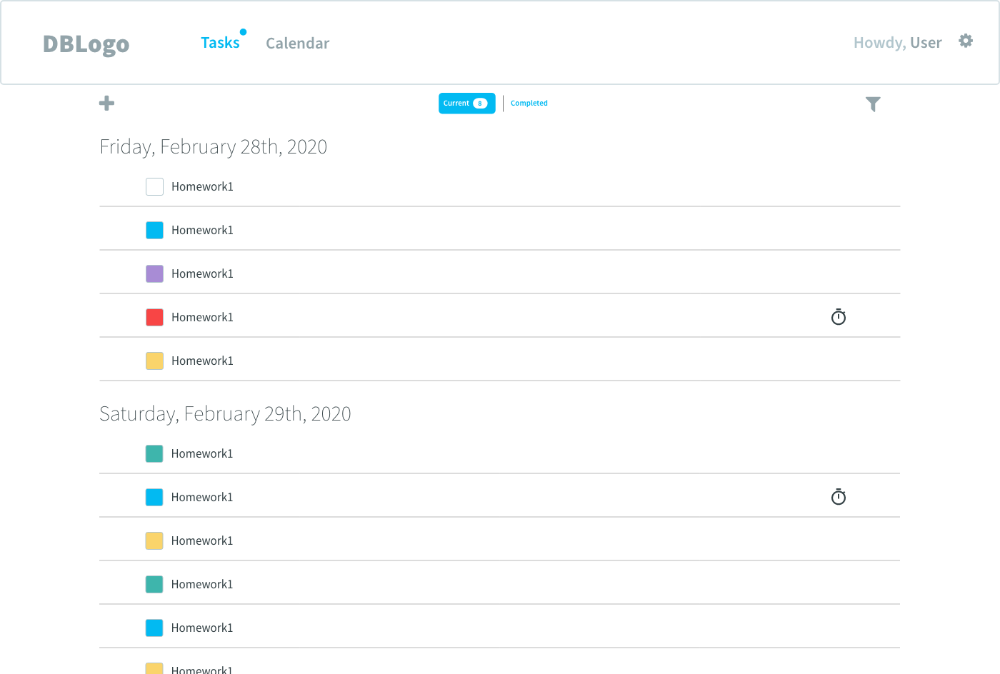 DBLogo Tasks Calendar Howdy, User
Current 8 Completed
Friday, February 28th, 2020
Homework1
Homework1
Homework1
Homework1
Homework1
Saturday, February 29th, 2020
Homework1
Homework1
Homework1
Homework1
Homework1
Homework1